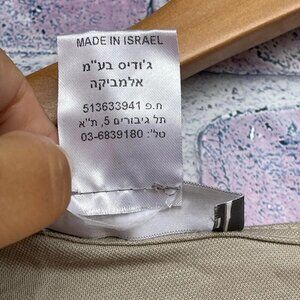 MADE IN ISRAEL
ג'ודיס בע"מ
אלמביקה
ח.פ 513633941
תל גיבורים 5, ת"א
טל': 03-6839180